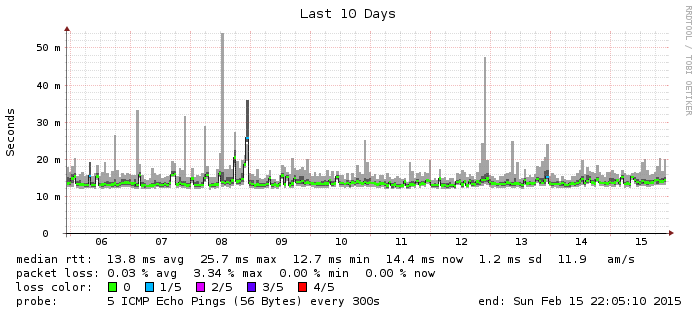 Last 10 Days
RRDTOOL / TOBI OETIKER
Seconds
50 m
40 m
30 m
20 m
10 m
0
06 07 08 09 10 11 12 13 14 15
median rtt: 13.8 ms avg 25.7 ms max 12.7 ms min 14.4 ms now 1.2 ms sd 11.9 am/s
packet loss: 0.03 % avg 3.34 % max 0.00 % min 0.00 % now
loss color: 0 1/5 2/5 3/5 4/5
probe: 5 ICMP Echo Pings (56 Bytes) every 300s end: Sun Feb 15 22:05:10 2015